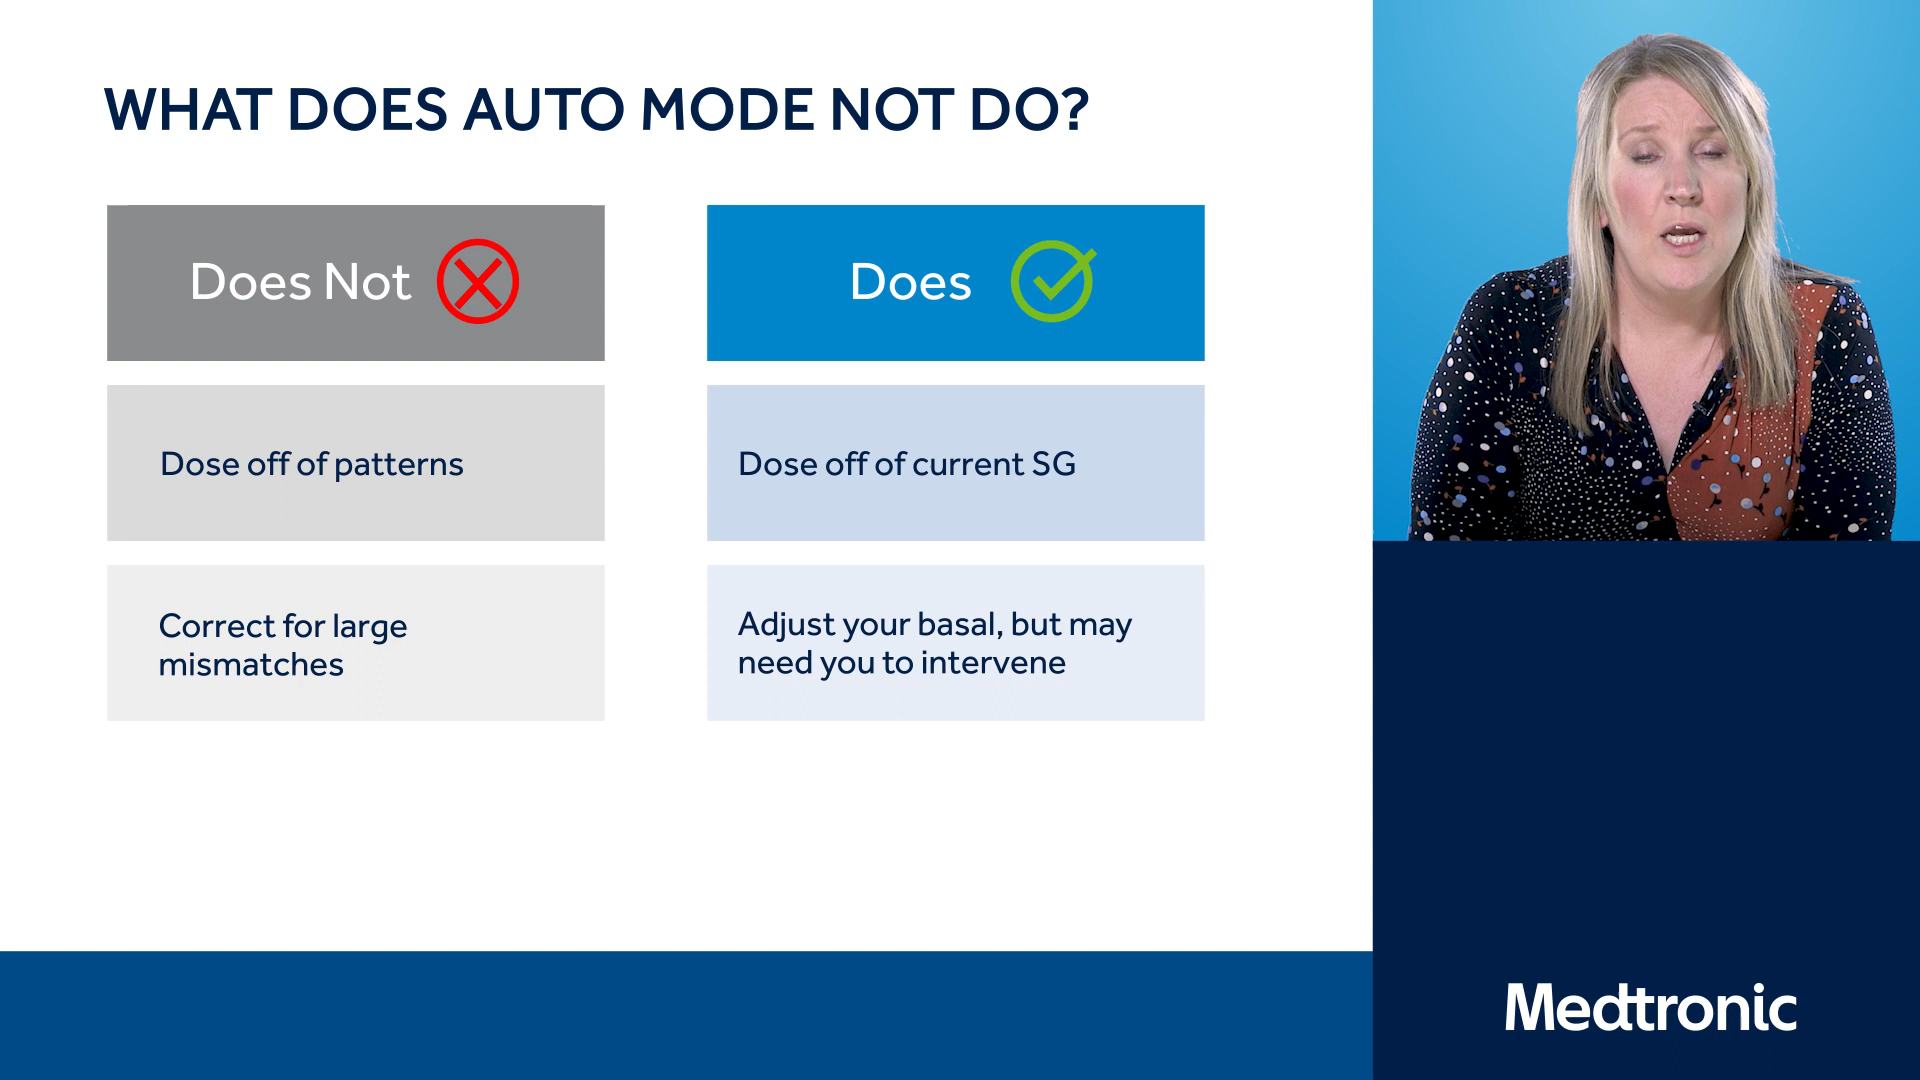 WHAT DOES AUTO MODE NOT DO?
Does Not
Does
Dose off of patterns
Dose off of current SG
Correct for large
mismatches
Adjust your basal, but may
need you to intervene
Medtronic